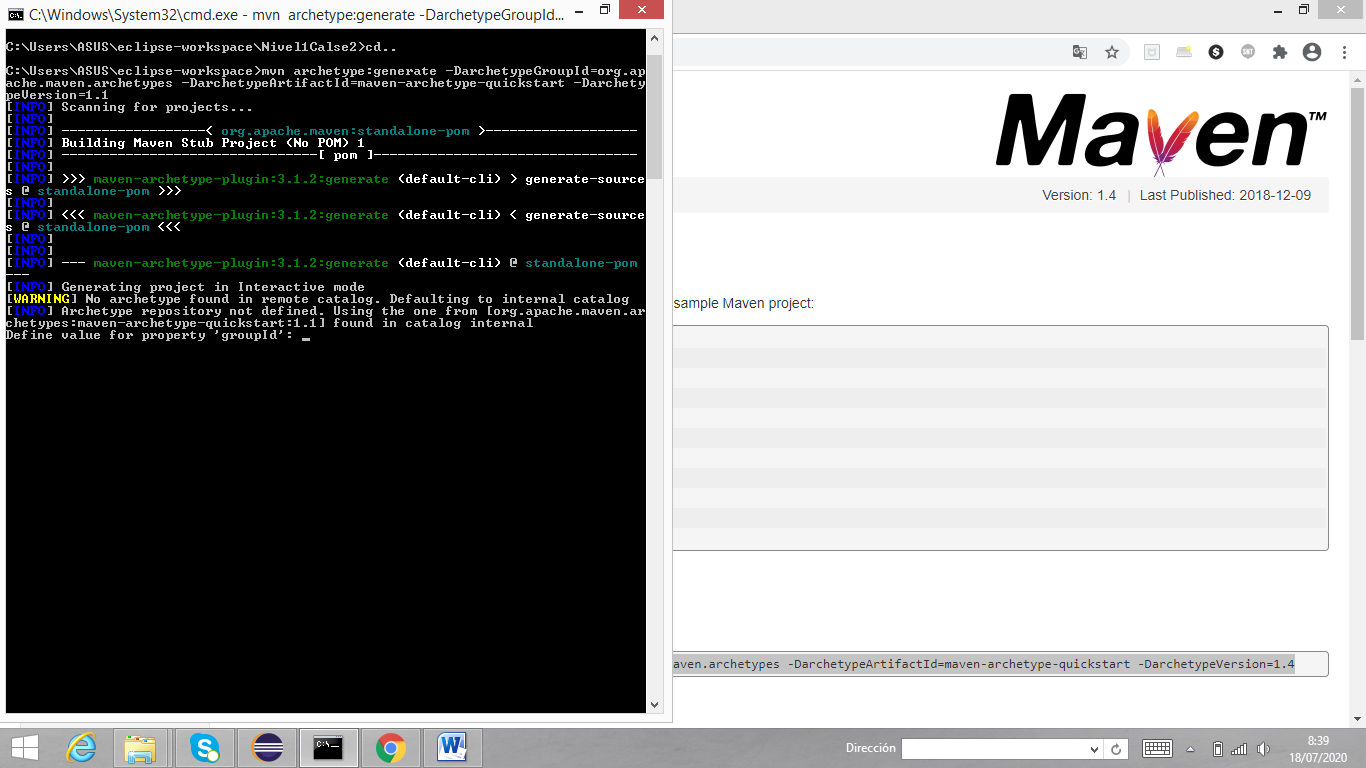 C:\Windows\System32\cmd.exe - mvn  archetype:generate -DarchetypeGroupId...
C:\Users\ASUS\eclipse-workspace\Nivel1Calse2>cd..
C:\Users\ASUS\eclipse-workspace>mvn archetype:generate -DarchetypeGroupId=org.ap
ache.maven.archetypes -DarchetypeArtifactId=maven-archetype-quickstart -DarchetypeVersion=1.1
[INFO] Scanning for projects...
[INFO]
[INFO] ------------------< org.apache.maven:standalone-pom >-------------------
[INFO] Building Maven Stub Project (No POM) 1
[INFO] --------------------------------[ pom ]---------------------------------
[INFO]
[INFO] >>> maven-archetype-plugin:3.1.2:generate (default-cli) > generate-source
s @ standalone-pom >>>
[INFO]
[INFO] <<< maven-archetype-plugin:3.1.2:generate (default-cli) < generate-source
s @ standalone-pom <<<
[INFO]
[INFO]
[INFO] --- maven-archetype-plugin:3.1.2:generate (default-cli) @ standalone-pom
---
[INFO] Generating project in Interactive mode
[WARNING] No archetype found in remote catalog. Defaulting to internal catalog
[INFO] Archetype repository not defined. Using the one from [org.apache.maven.ar
chetypes:maven-archetype-quickstart:1.1] found in catalog internal
Define value for property 'groupId': _
Maven™
Version: 1.4 | Last Published: 2018-12-09
sample Maven project:
aven.archetypes -DarchetypeArtifactId=maven-archetype-quickstart -DarchetypeVersion=1.4
Dirección
8:39
18/07/2020